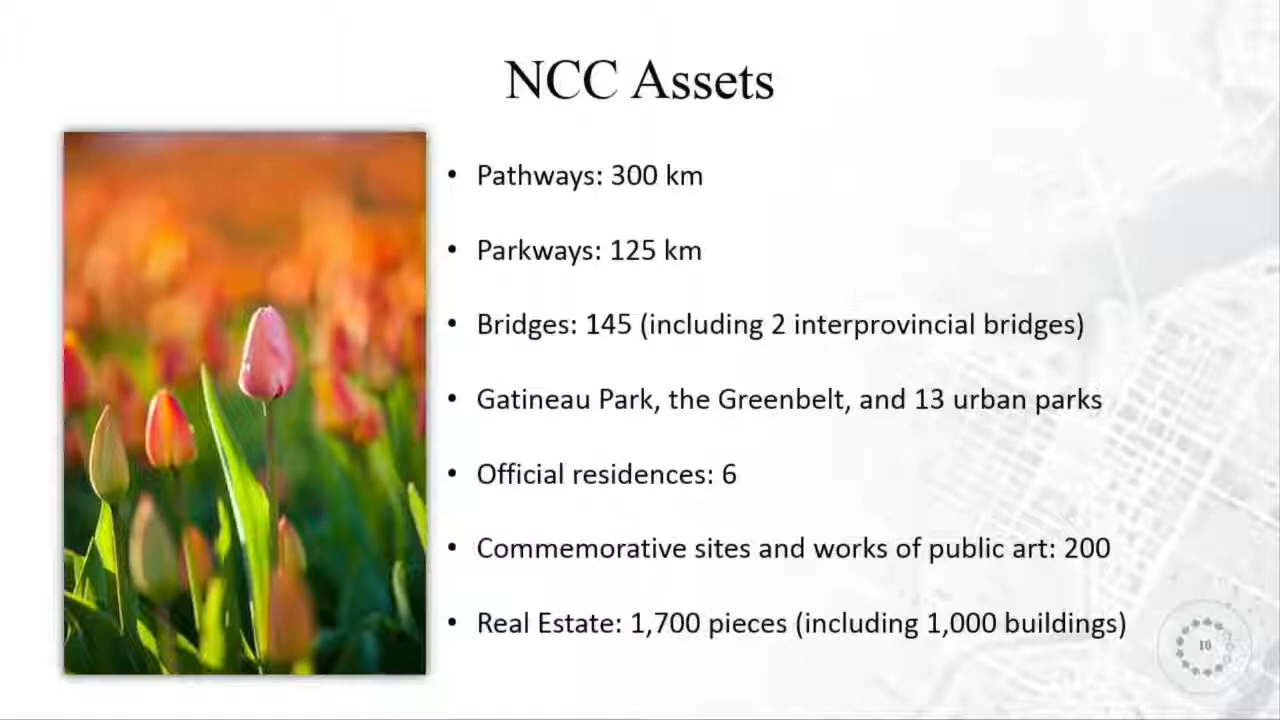 NCC Assets
• Pathways: 300 km
• Parkways: 125 km
• Bridges: 145 (including 2 interprovincial bridges)
• Gatineau Park, the Greenbelt, and 13 urban parks
• Official residences: 6
• Commemorative sites and works of public art: 200
• Real Estate: 1,700 pieces (including 1,000 buildings)
10